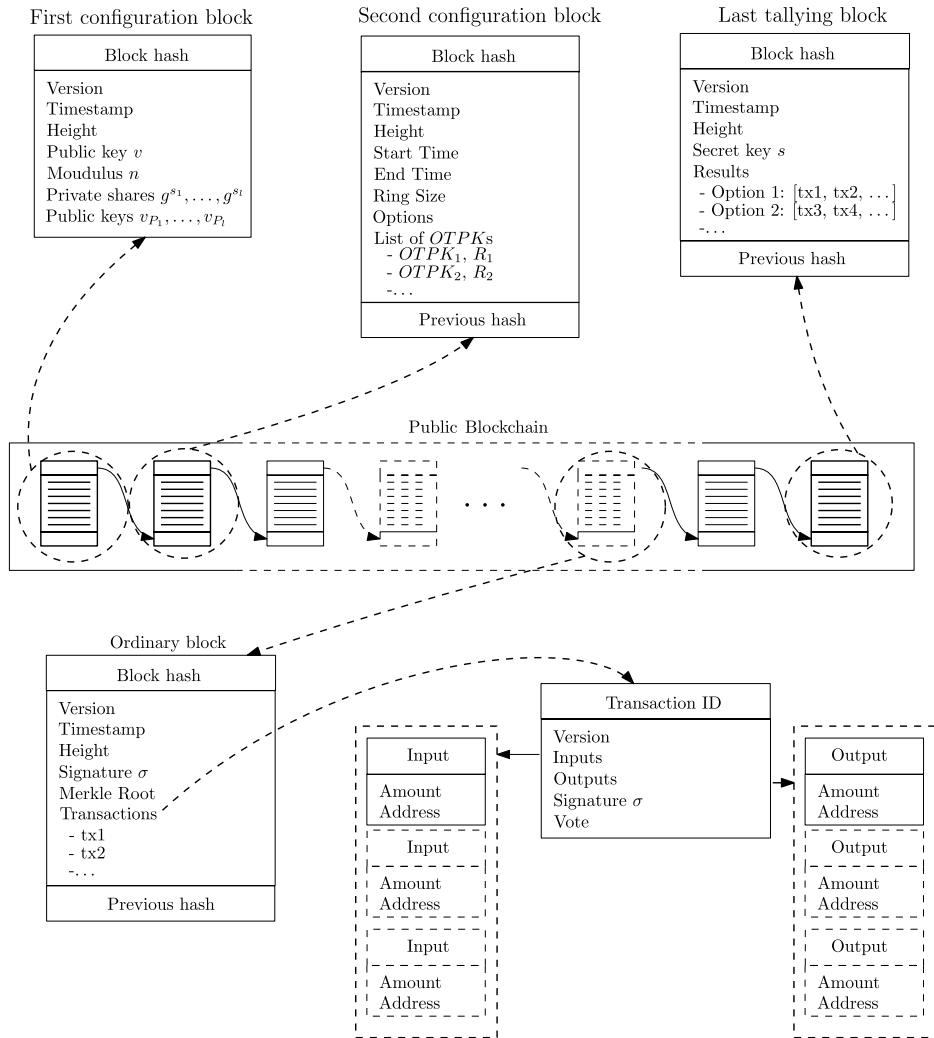 First configuration block
Block hash
Version
Timestamp
Height
Public key v
Moudulus n
Private shares g^{s_1}, . . . , g^{s_l}
Public keys v_{P_1}, . . . , v_{P_l}
Second configuration block
Block hash
Version
Timestamp
Height
Start Time
End Time
Ring Size
Options
List of OTPKs
- OTPK_1, R_1
- OTPK_2, R_2
-. . .
Previous hash
Last tallying block
Block hash
Version
Timestamp
Height
Secret key s
Results
- Option 1: [tx1, tx2, . . . ]
- Option 2: [tx3, tx4, . . . ]
-. . .
Previous hash
Public Blockchain
. . .
Ordinary block
Block hash
Version
Timestamp
Height
Signature σ
Merkle Root
Transactions
- tx1
- tx2
-. . .
Previous hash
Input
Amount
Address
Input
Amount
Address
Input
Amount
Address
Transaction ID
Version
Inputs
Outputs
Signature σ
Vote
Output
Amount
Address
Output
Amount
Address
Output
Amount
Address